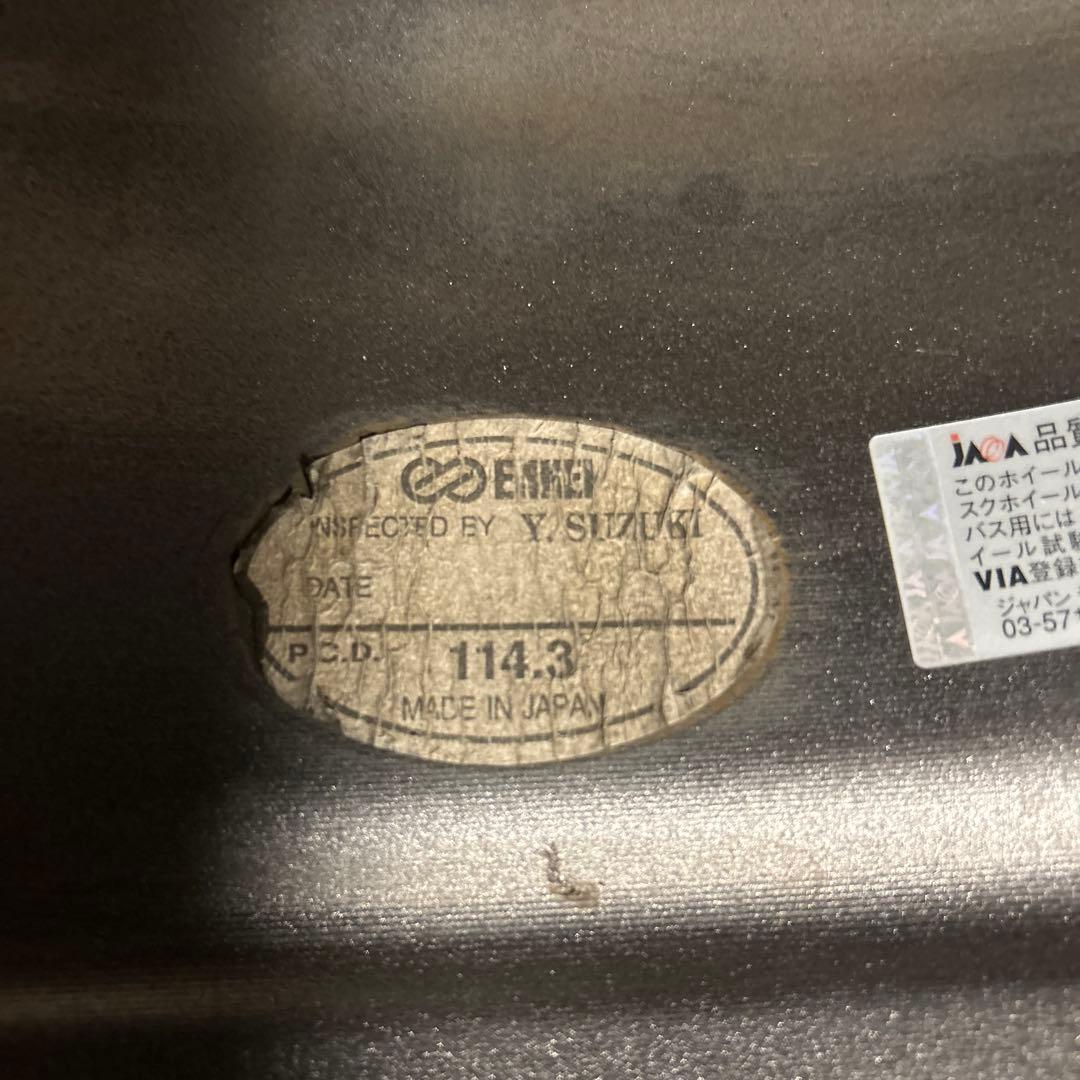 ENKEI
INSPECTED BY Y. SUZUKI
DATE
P.C.D. 114.3
MADE IN JAPAN
L
JAWA 品質
このホイール
スクホイール
バス用には
イール試験
VIA登録
ジャパン
03-571